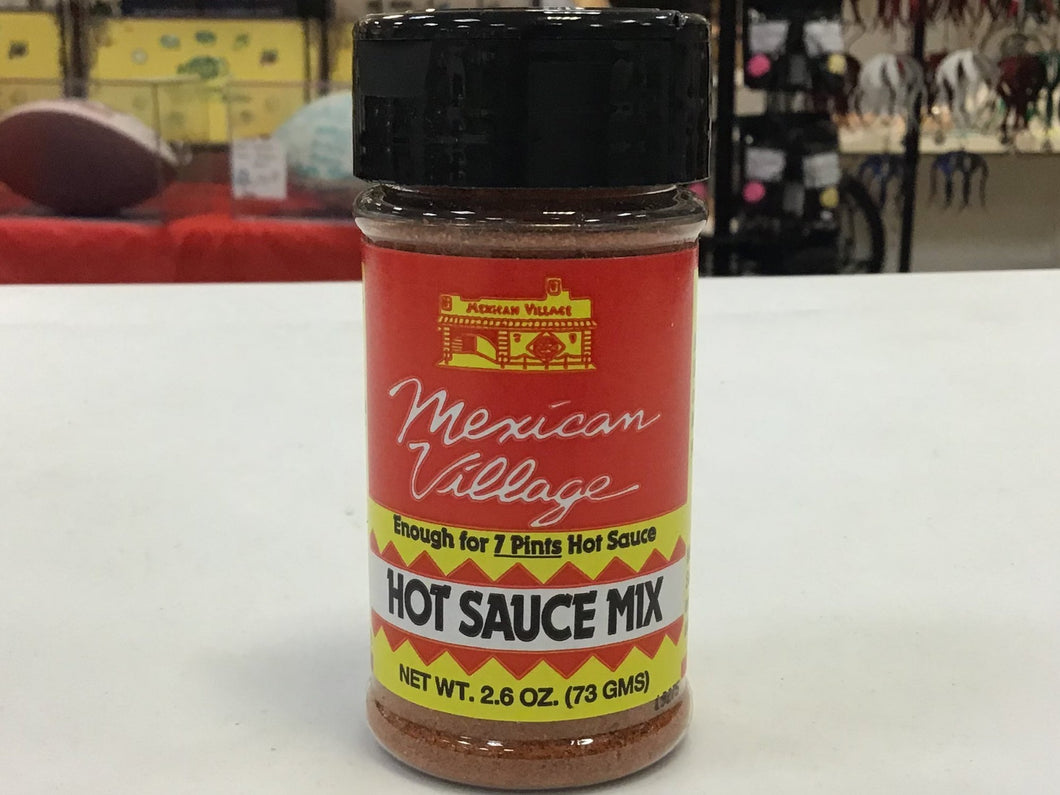 MEXICAN VILLAGE
Mexican
Village
Enough for 7 Pints Hot Sauce
HOT SAUCE MIX
NET WT. 2.6 OZ. (73 GMS)